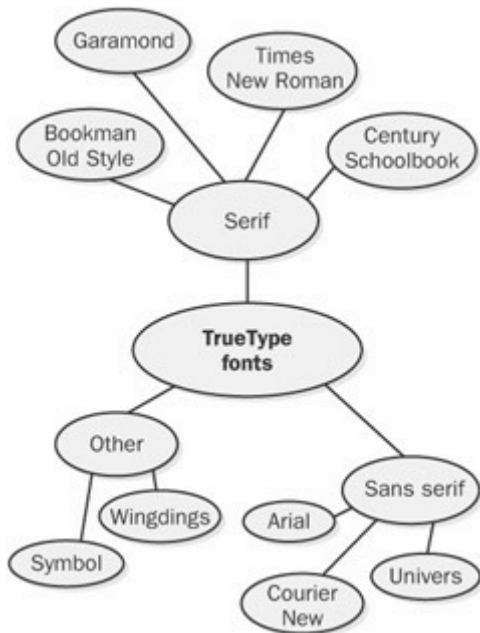 Garamond
Times
New Roman
Bookman
Old Style
Century
Schoolbook
Serif
TrueType
fonts
Other
Sans serif
Wingdings
Arial
Symbol
Courier
New
Univers